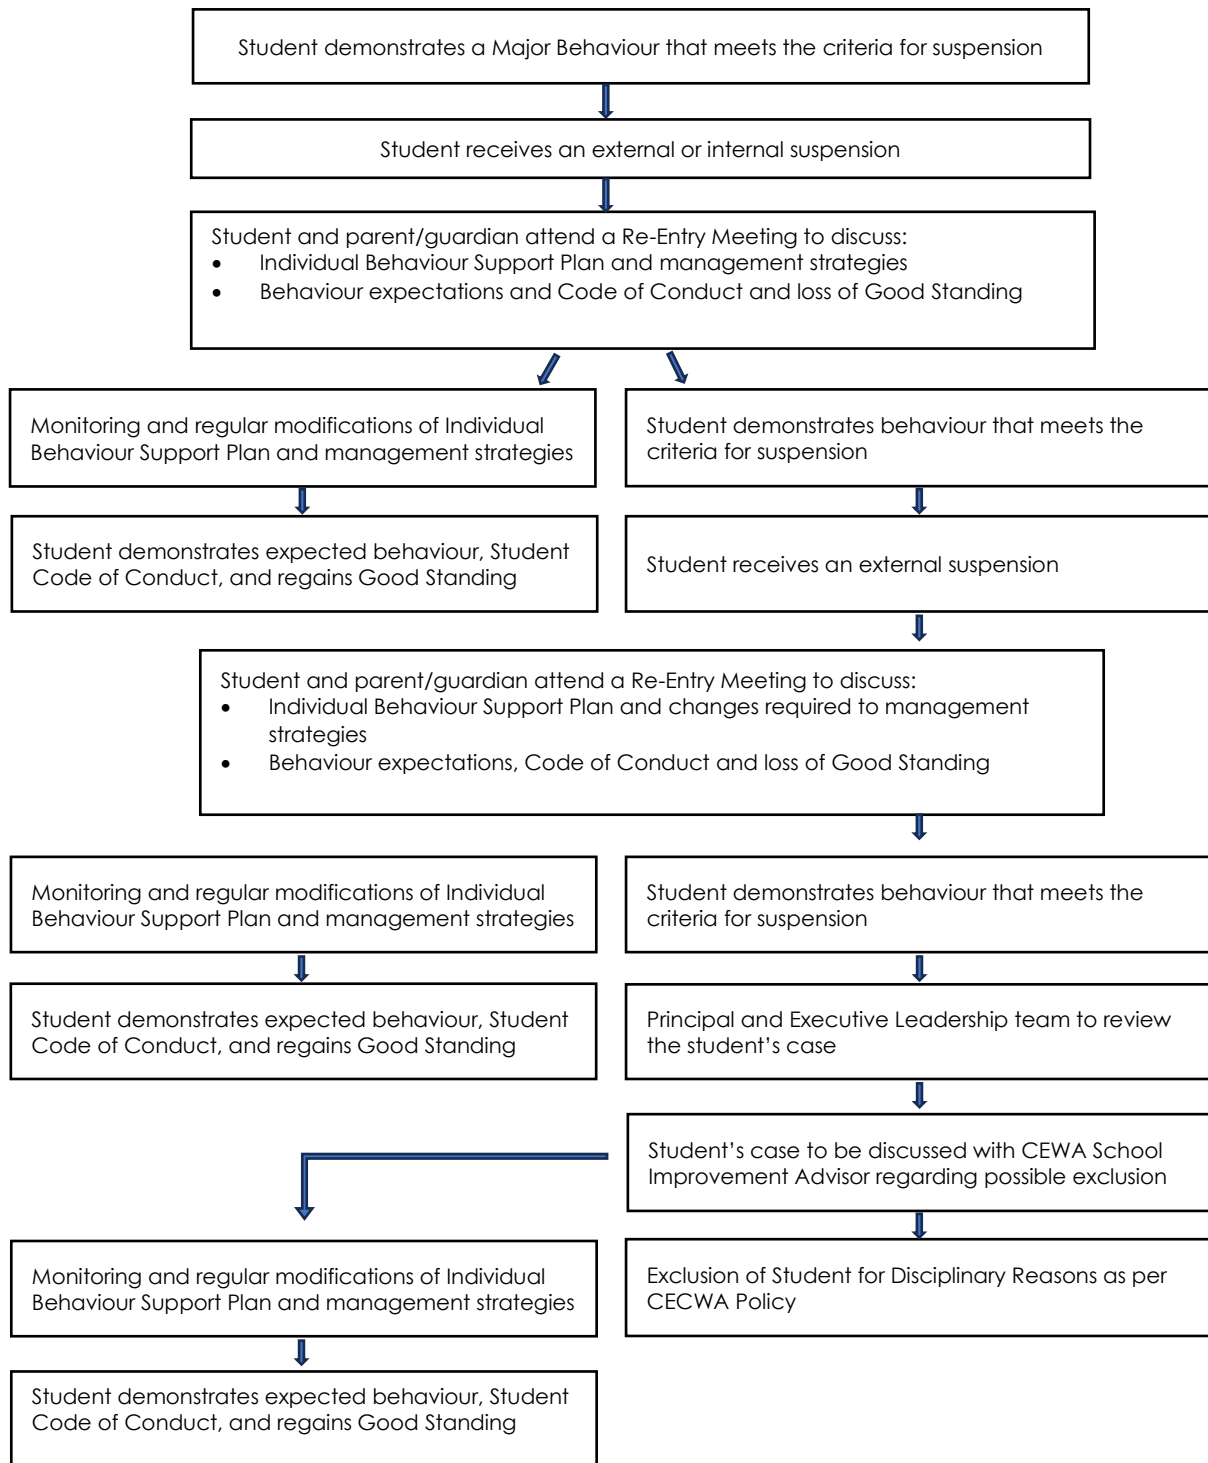 Student demonstrates a Major Behaviour that meets the criteria for suspension
Student receives an external or internal suspension
Student and parent/guardian attend a Re-Entry Meeting to discuss:
• Individual Behaviour Support Plan and management strategies
• Behaviour expectations and Code of Conduct and loss of Good Standing
Monitoring and regular modifications of Individual
Behaviour Support Plan and management strategies
Student demonstrates behaviour that meets the
criteria for suspension
Student demonstrates expected behaviour, Student
Code of Conduct, and regains Good Standing
Student receives an external suspension
Student and parent/guardian attend a Re-Entry Meeting to discuss:
• Individual Behaviour Support Plan and changes required to management
strategies
• Behaviour expectations, Code of Conduct and loss of Good Standing
Monitoring and regular modifications of Individual
Behaviour Support Plan and management strategies
Student demonstrates behaviour that meets the
criteria for suspension
Student demonstrates expected behaviour, Student
Code of Conduct, and regains Good Standing
Principal and Executive Leadership team to review
the student’s case
Student’s case to be discussed with CEWA School
Improvement Advisor regarding possible exclusion
Monitoring and regular modifications of Individual
Behaviour Support Plan and management strategies
Exclusion of Student for Disciplinary Reasons as per
CECWA Policy
Student demonstrates expected behaviour, Student
Code of Conduct, and regains Good Standing